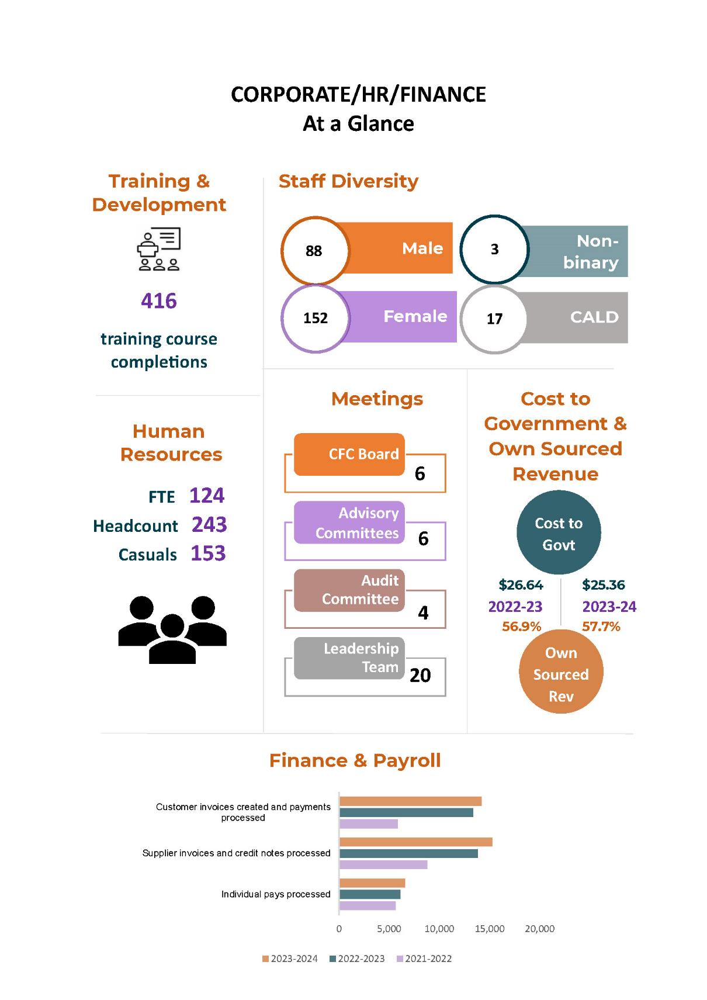 CORPORATE/HR/FINANCE
At a Glance
Training &
Development
416
training course
completions
Staff Diversity
88
Male
3
Non-
binary
152
Female
17
CALD
Human
Resources
FTE 124
Headcount 243
Casuals 153
Meetings
CFC Board
6
Advisory
Committees
6
Audit
Committee
4
Leadership
Team
20
Cost to
Government &
Own Sourced
Revenue
Cost to
Govt
$26.64 $25.36
2022-23 2023-24
56.9% 57.7%
Own
Sourced
Rev
Finance & Payroll
Customer invoices created and payments
processed
Supplier invoices and credit notes processed
Individual pays processed
0 5,000 10,000 15,000 20,000
2023-2024 2022-2023 2021-2022